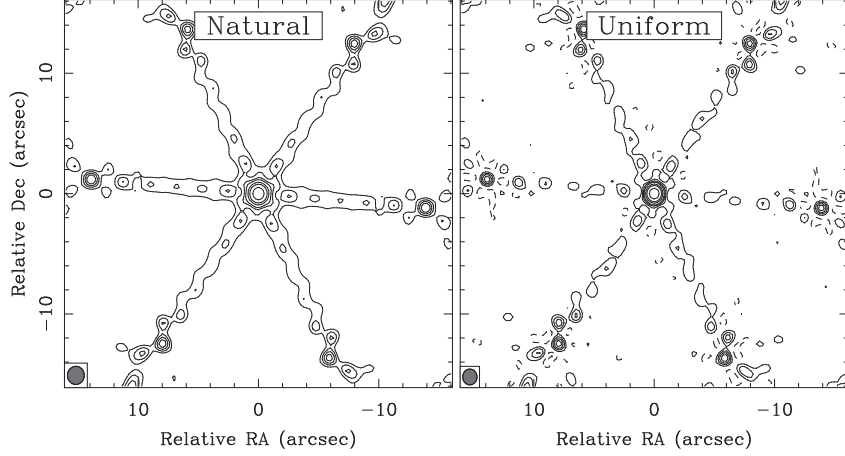 Natural
Uniform
Relative Dec (arcsec)
10
0
−10
10
0
−10
10
0
−10
Relative RA (arcsec)
Relative RA (arcsec)